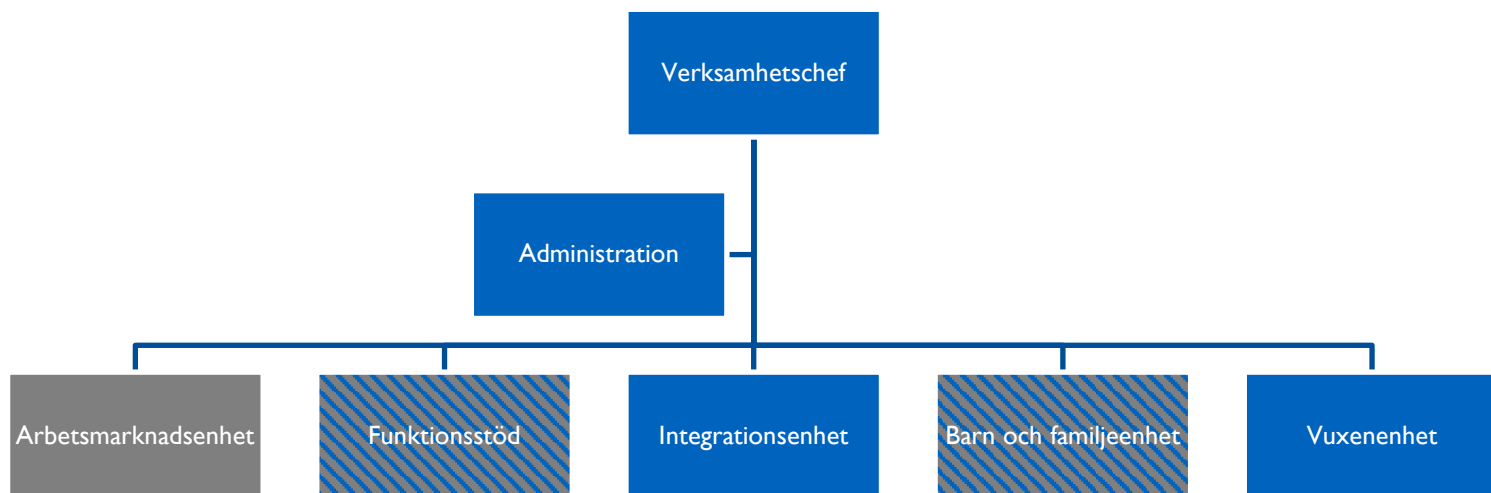 Verksamhetschef
Administration
Arbetsmarknadsenhet
Funktionsstöd
Integrationsenhet
Barn och familjeenhet
Vuxenenhet